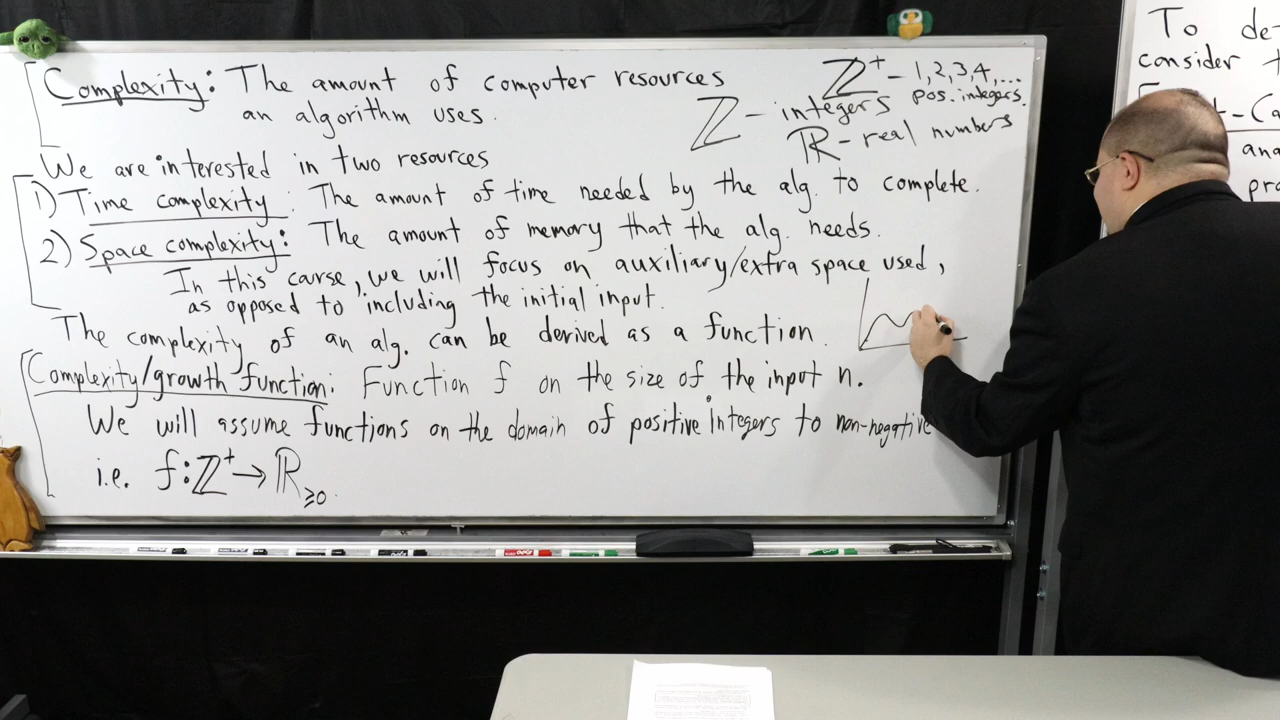 Complexity: The amount of computer resources
an algorithm uses.
ℤ⁺ – 1, 2, 3, 4, ...
pos. integers.
ℤ – integers
ℝ – real numbers
We are interested in two resources
1) Time complexity: The amount of time needed by the alg. to complete.
2) Space complexity: The amount of memory that the alg. needs.
In this carse, we will focus on auxiliary/extra space used,
as opposed to including the initial input.
The complexity of an alg. can be derived as a function.
Complexity/growth function: Function f on the size of the input n.
We will assume functions on the domain of positive integers to non-negative
i.e. f: ℤ⁺ → ℝ≥0.
To de-
consider
ana
pro